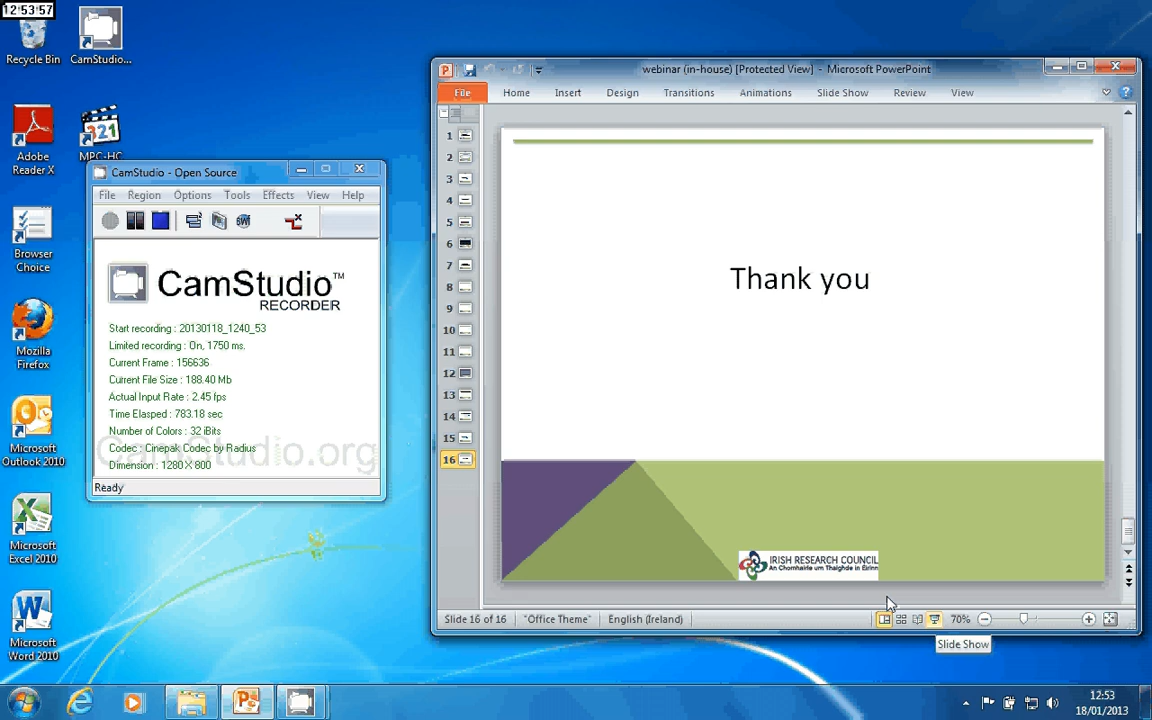 12:53:57
Recycle Bin
CamStudio...
Adobe
Reader X
321
MPC-HC
Browser
Choice
Mozilla
Firefox
Microsoft
Outlook 2010
Microsoft
Excel 2010
Microsoft
Word 2010
CamStudio - Open Source
File Region Options Tools Effects View Help
CamStudio™
RECORDER
Start recording : 20130118_1240_53
Limited recording : On, 1750 ms.
Current Frame : 156636
Current File Size : 188.40 Mb
Actual Input Rate : 2.45 fps
Time Elasped : 783.18 sec
Number of Colors : 32 iBits
Codec : Cinepak Codec by Radius
Dimension : 1280 X 800
CamStudio.org
Ready
webinar (in-house) [Protected View] - Microsoft PowerPoint
File Home Insert Design Transitions Animations Slide Show Review View
1
2
3
4
5
6
7
8
9
10
11
12
13
14
15
16
Thank you
IRISH RESEARCH COUNCIL
An Chomhairle um Thaighde in Éirinn
Slide 16 of 16 "Office Theme" English (Ireland) 70%
Slide Show
12:53
18/01/2013